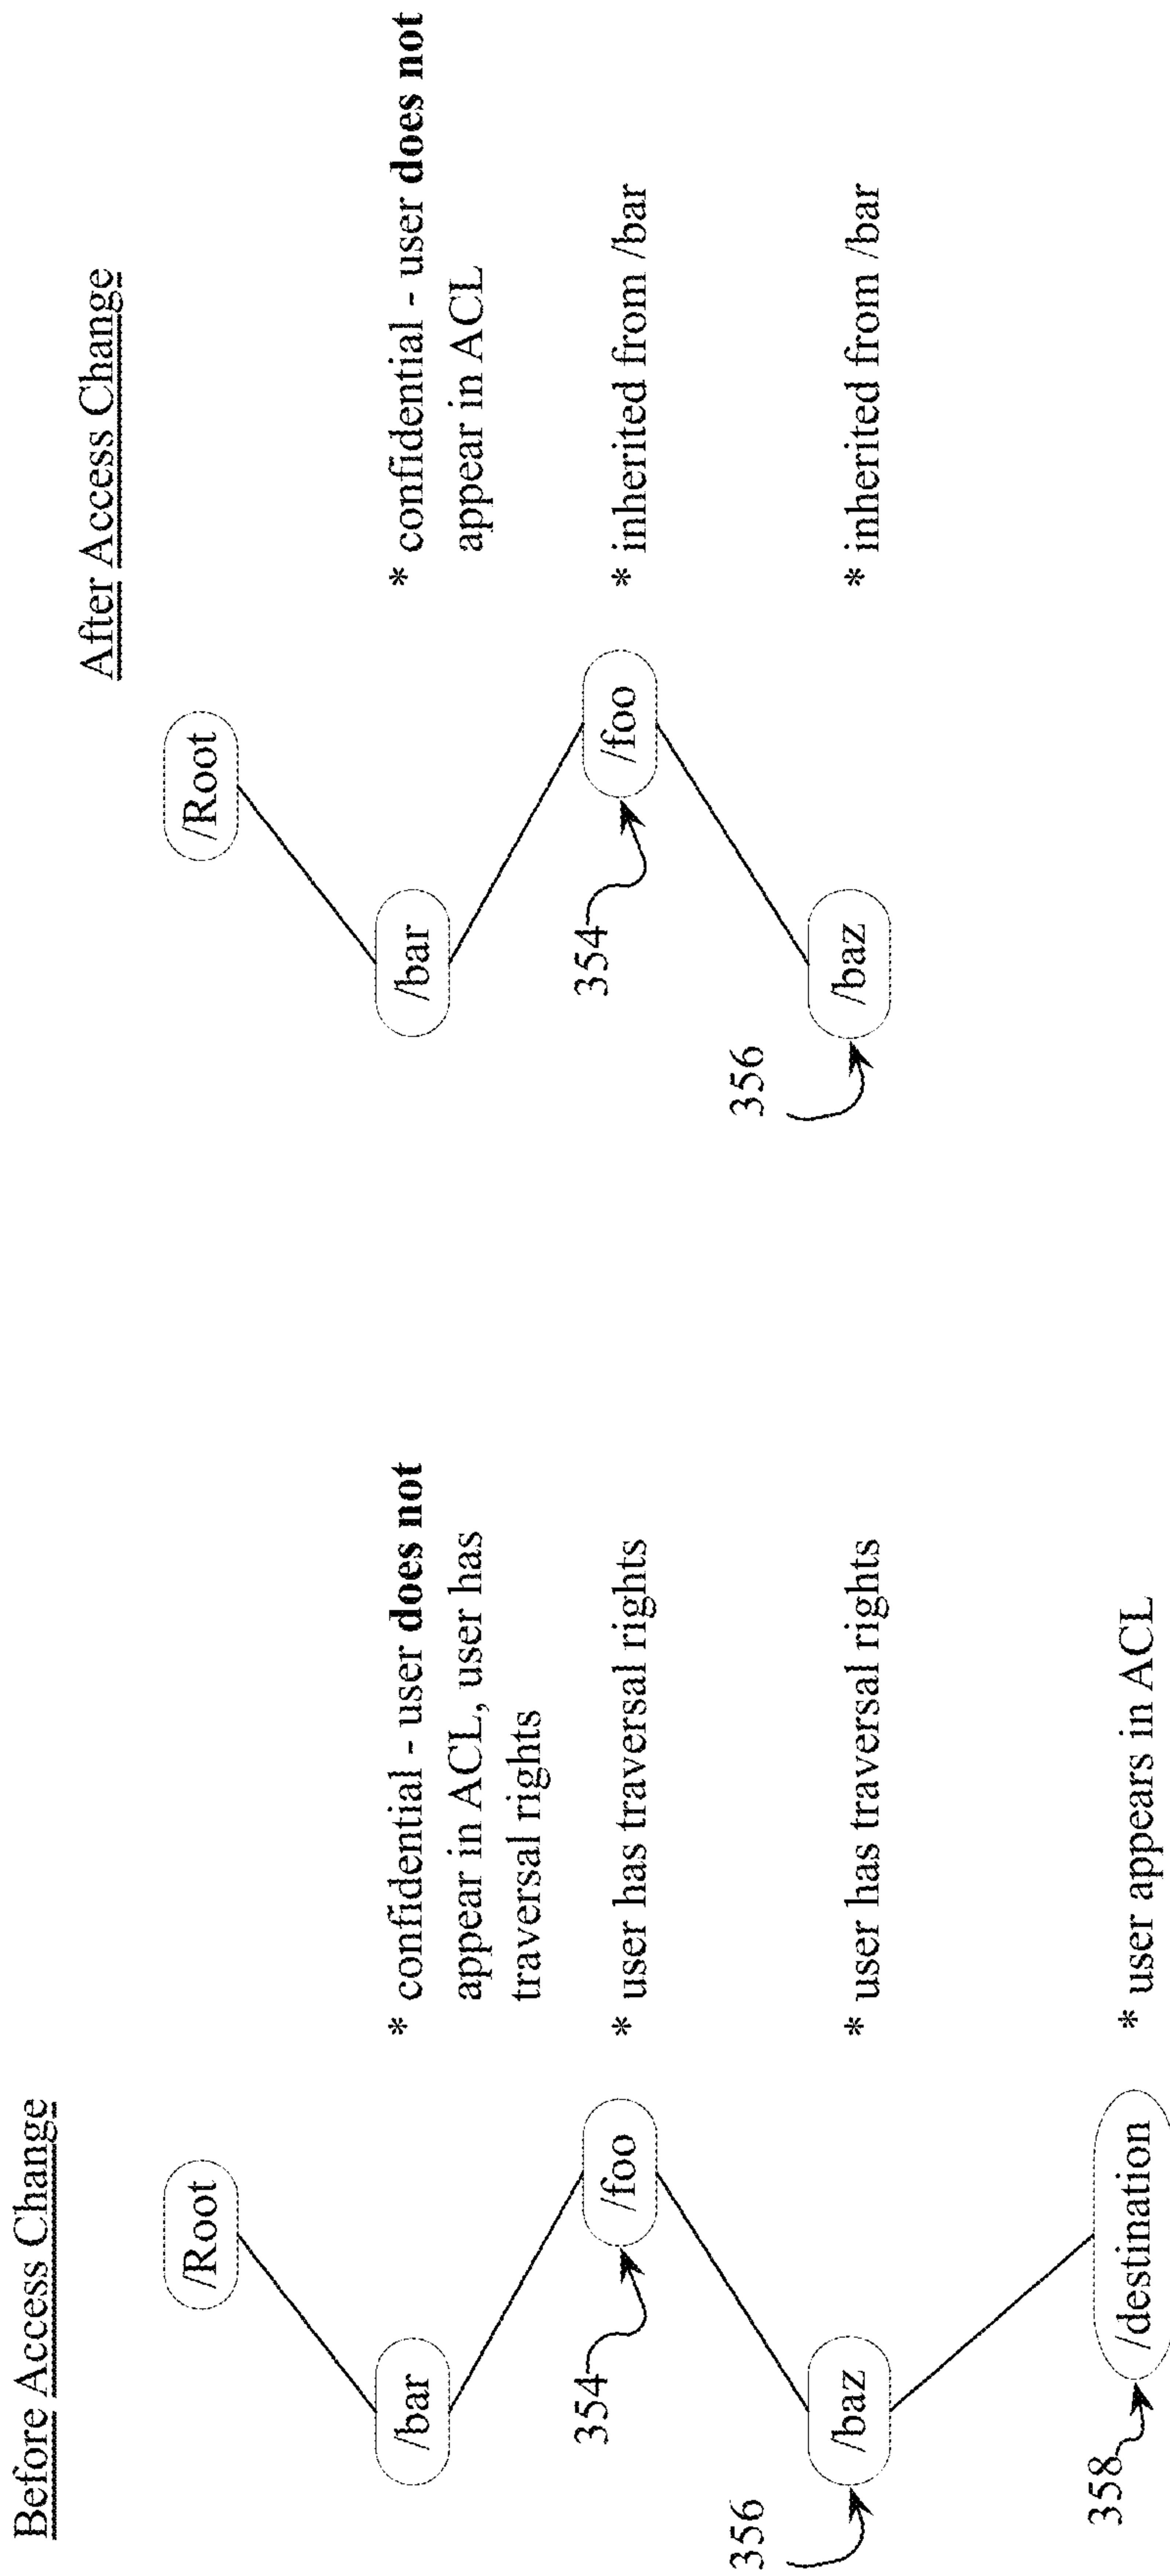 Before Access Change
/Root
/bar
* confidential - user does not
appear in ACL, user has
traversal rights
354
/foo
* user has traversal rights
356
/baz
* user has traversal rights
358
/destination
* user appears in ACL
After Access Change
/Root
/bar
* confidential - user does not
appear in ACL
354
/foo
* inherited from /bar
356
/baz
* inherited from /bar